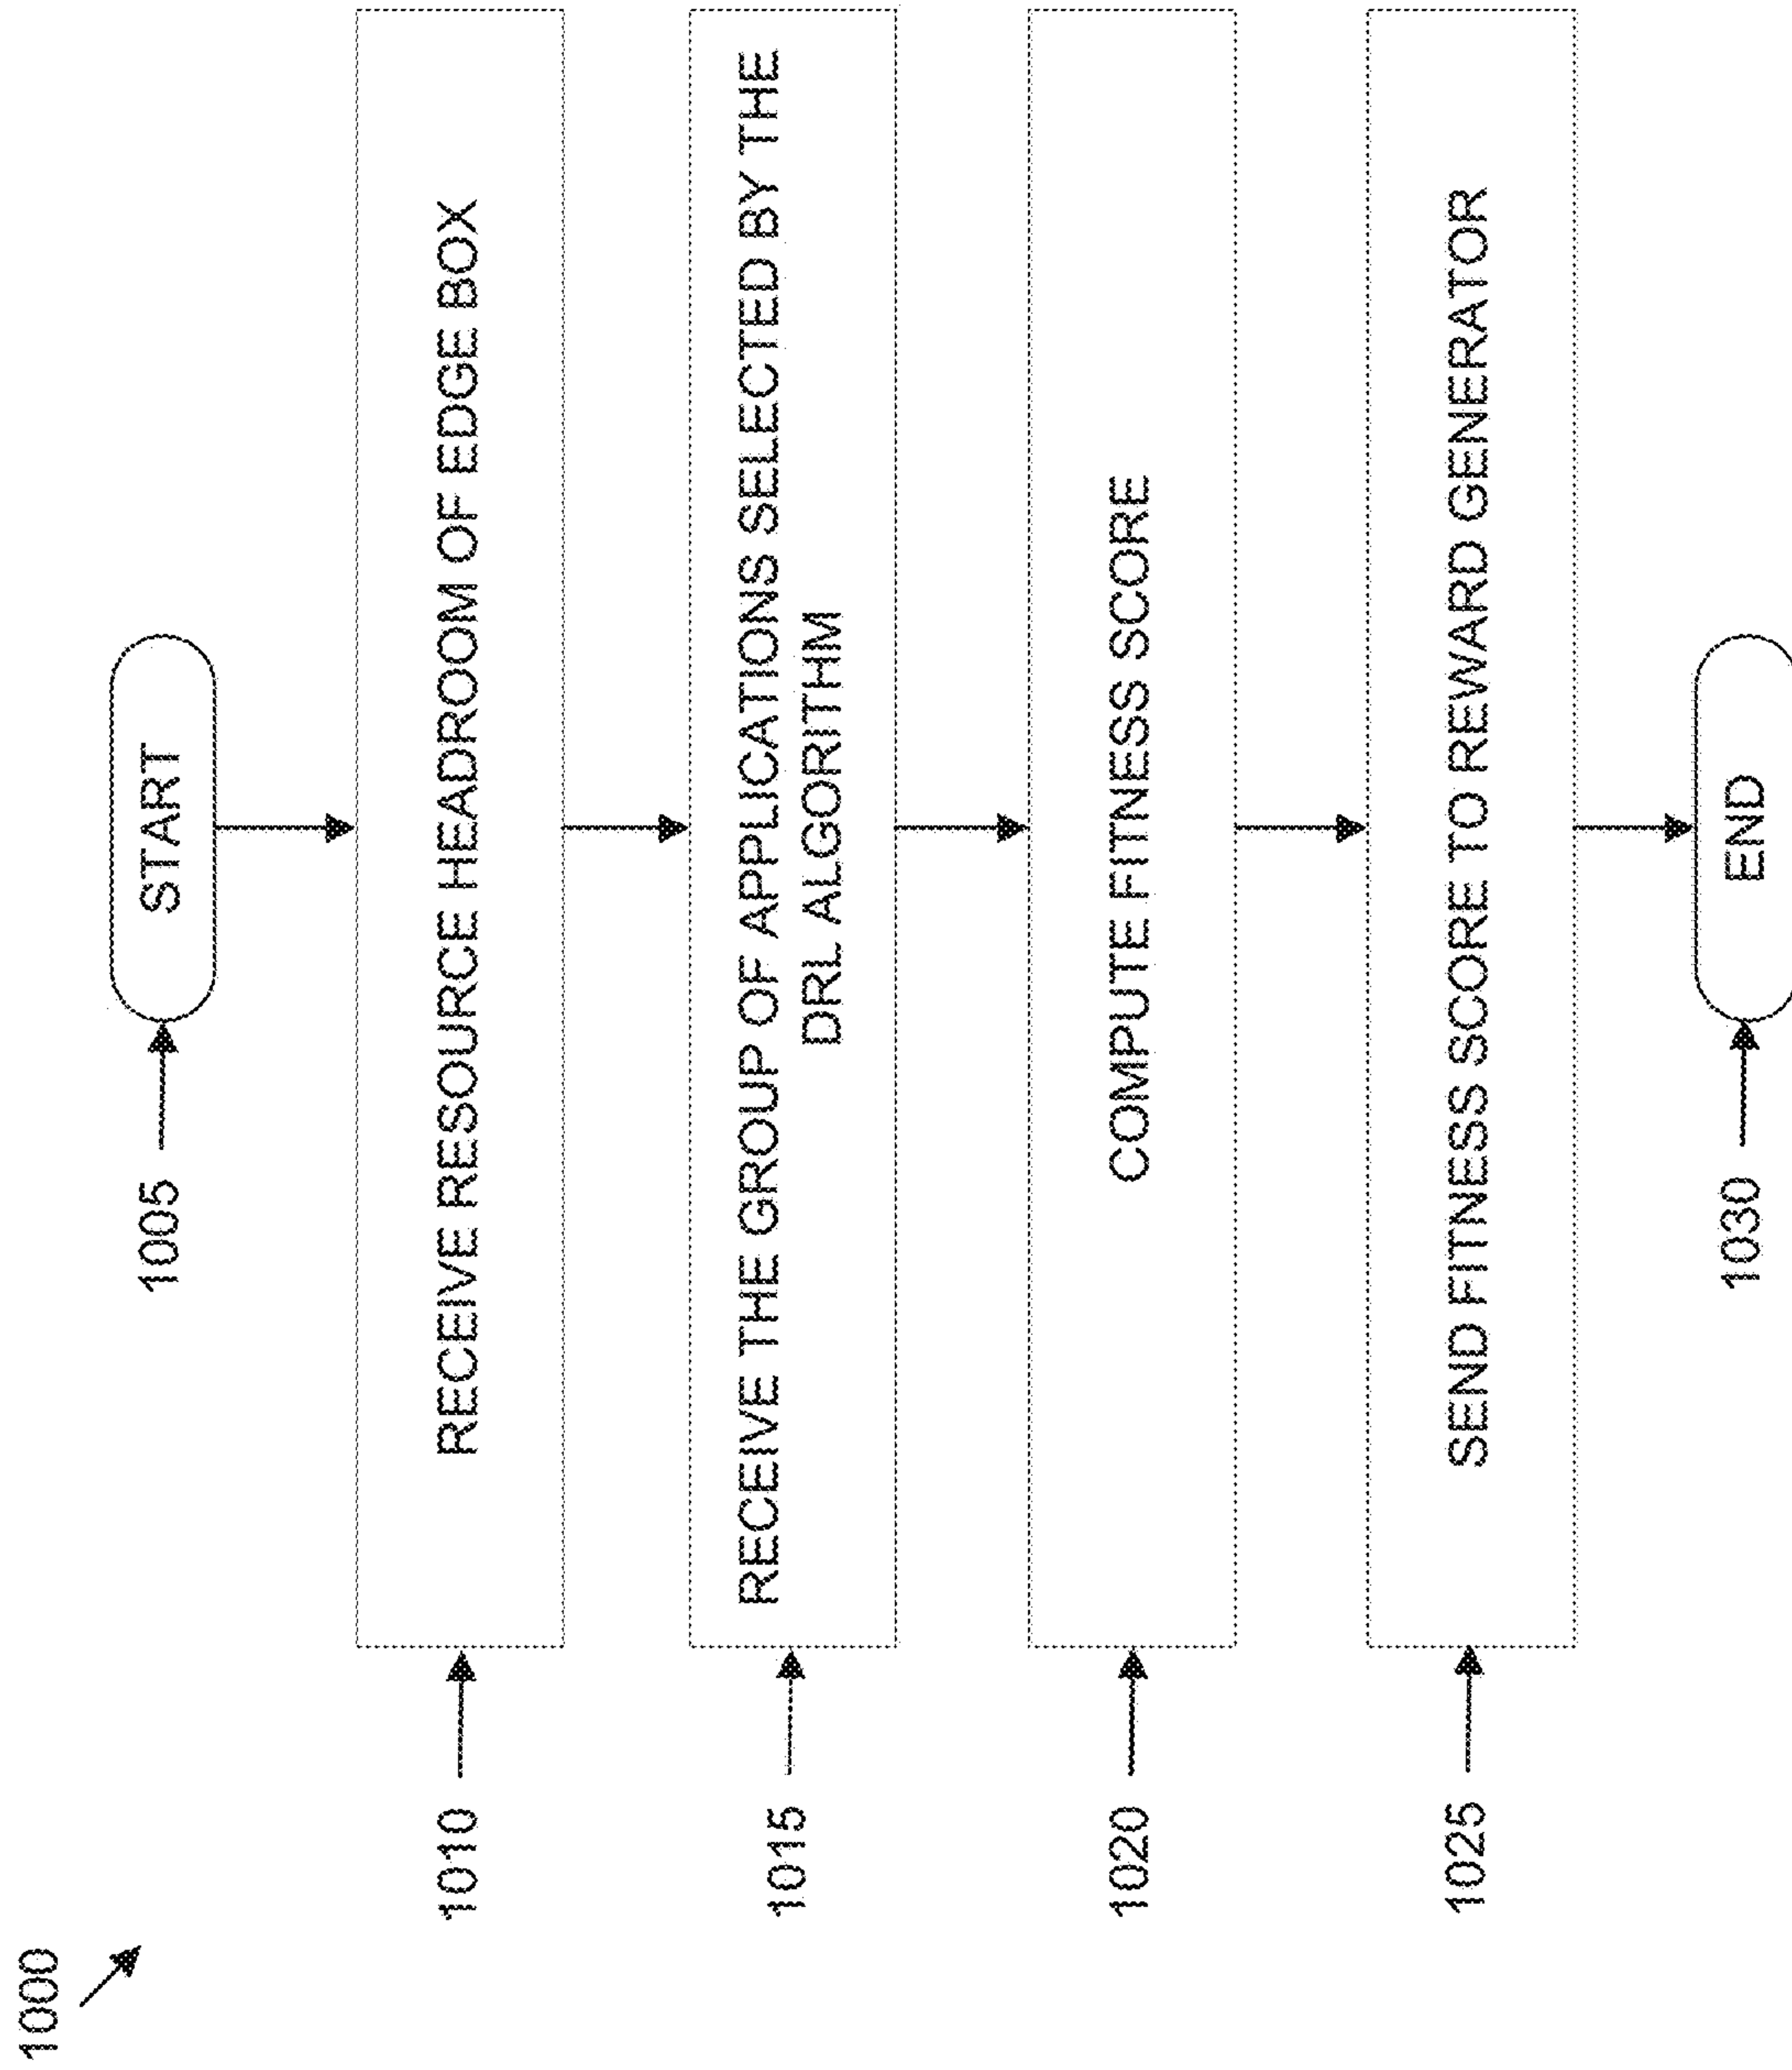 1000
1005
START
1010
RECEIVE RESOURCE HEADROOM OF EDGE BOX
1015
RECEIVE THE GROUP OF APPLICATIONS SELECTED BY THE
DRL ALGORITHM
1020
COMPUTE FITNESS SCORE
1025
SEND FITNESS SCORE TO REWARD GENERATOR
1030
END